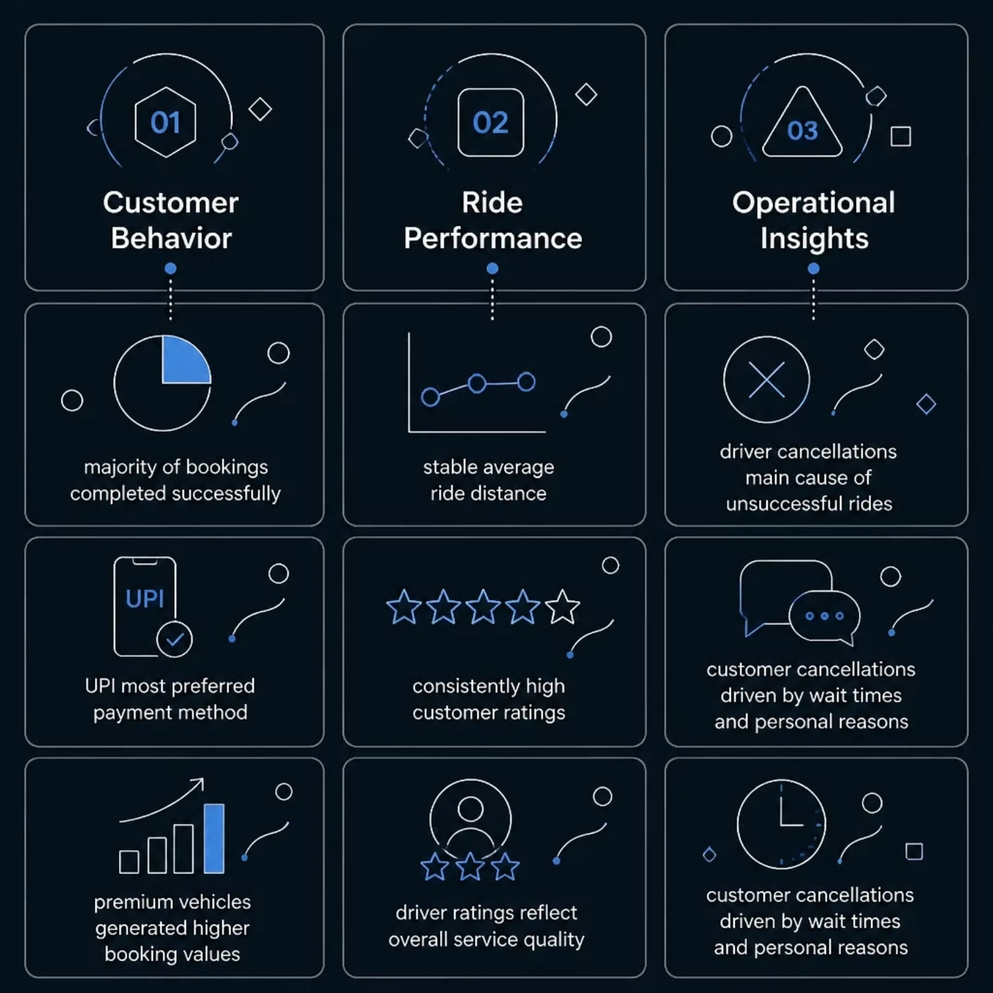 01
Customer
Behavior
02
Ride
Performance
03
Operational
Insights
majority of bookings
completed successfully
stable average
ride distance
driver cancellations
main cause of
unsuccessful rides
UPI
UPI most preferred
payment method
consistently high
customer ratings
customer cancellations
driven by wait times
and personal reasons
premium vehicles
generated higher
booking values
driver ratings reflect
overall service quality
customer cancellations
driven by wait times
and personal reasons